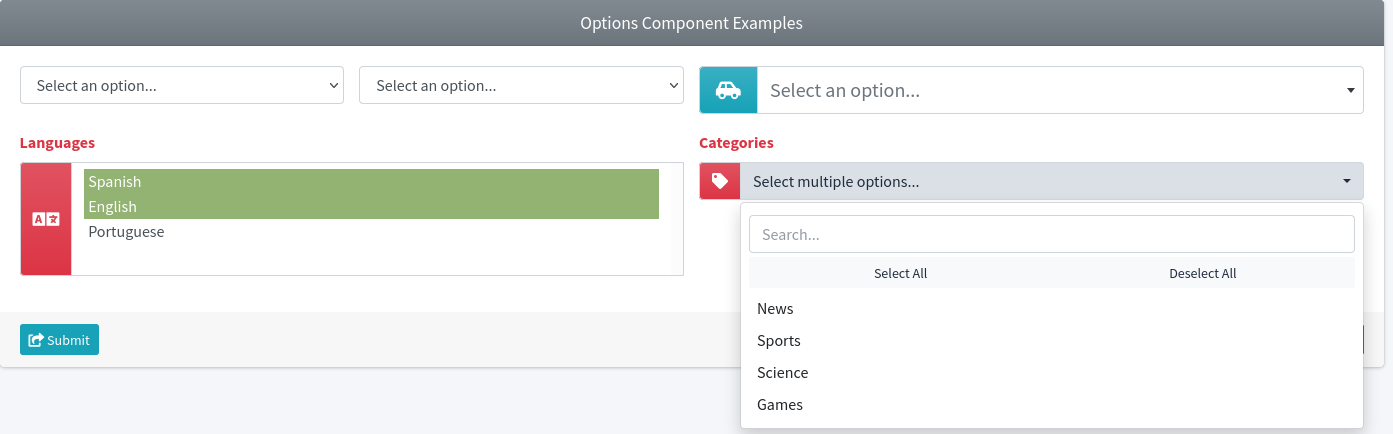 Options Component Examples
Select an option...
Select an option...
Select an option...
Languages
Spanish
English
Portuguese
Categories
Select multiple options...
Search...
Select All
Deselect All
News
Sports
Science
Games
Submit